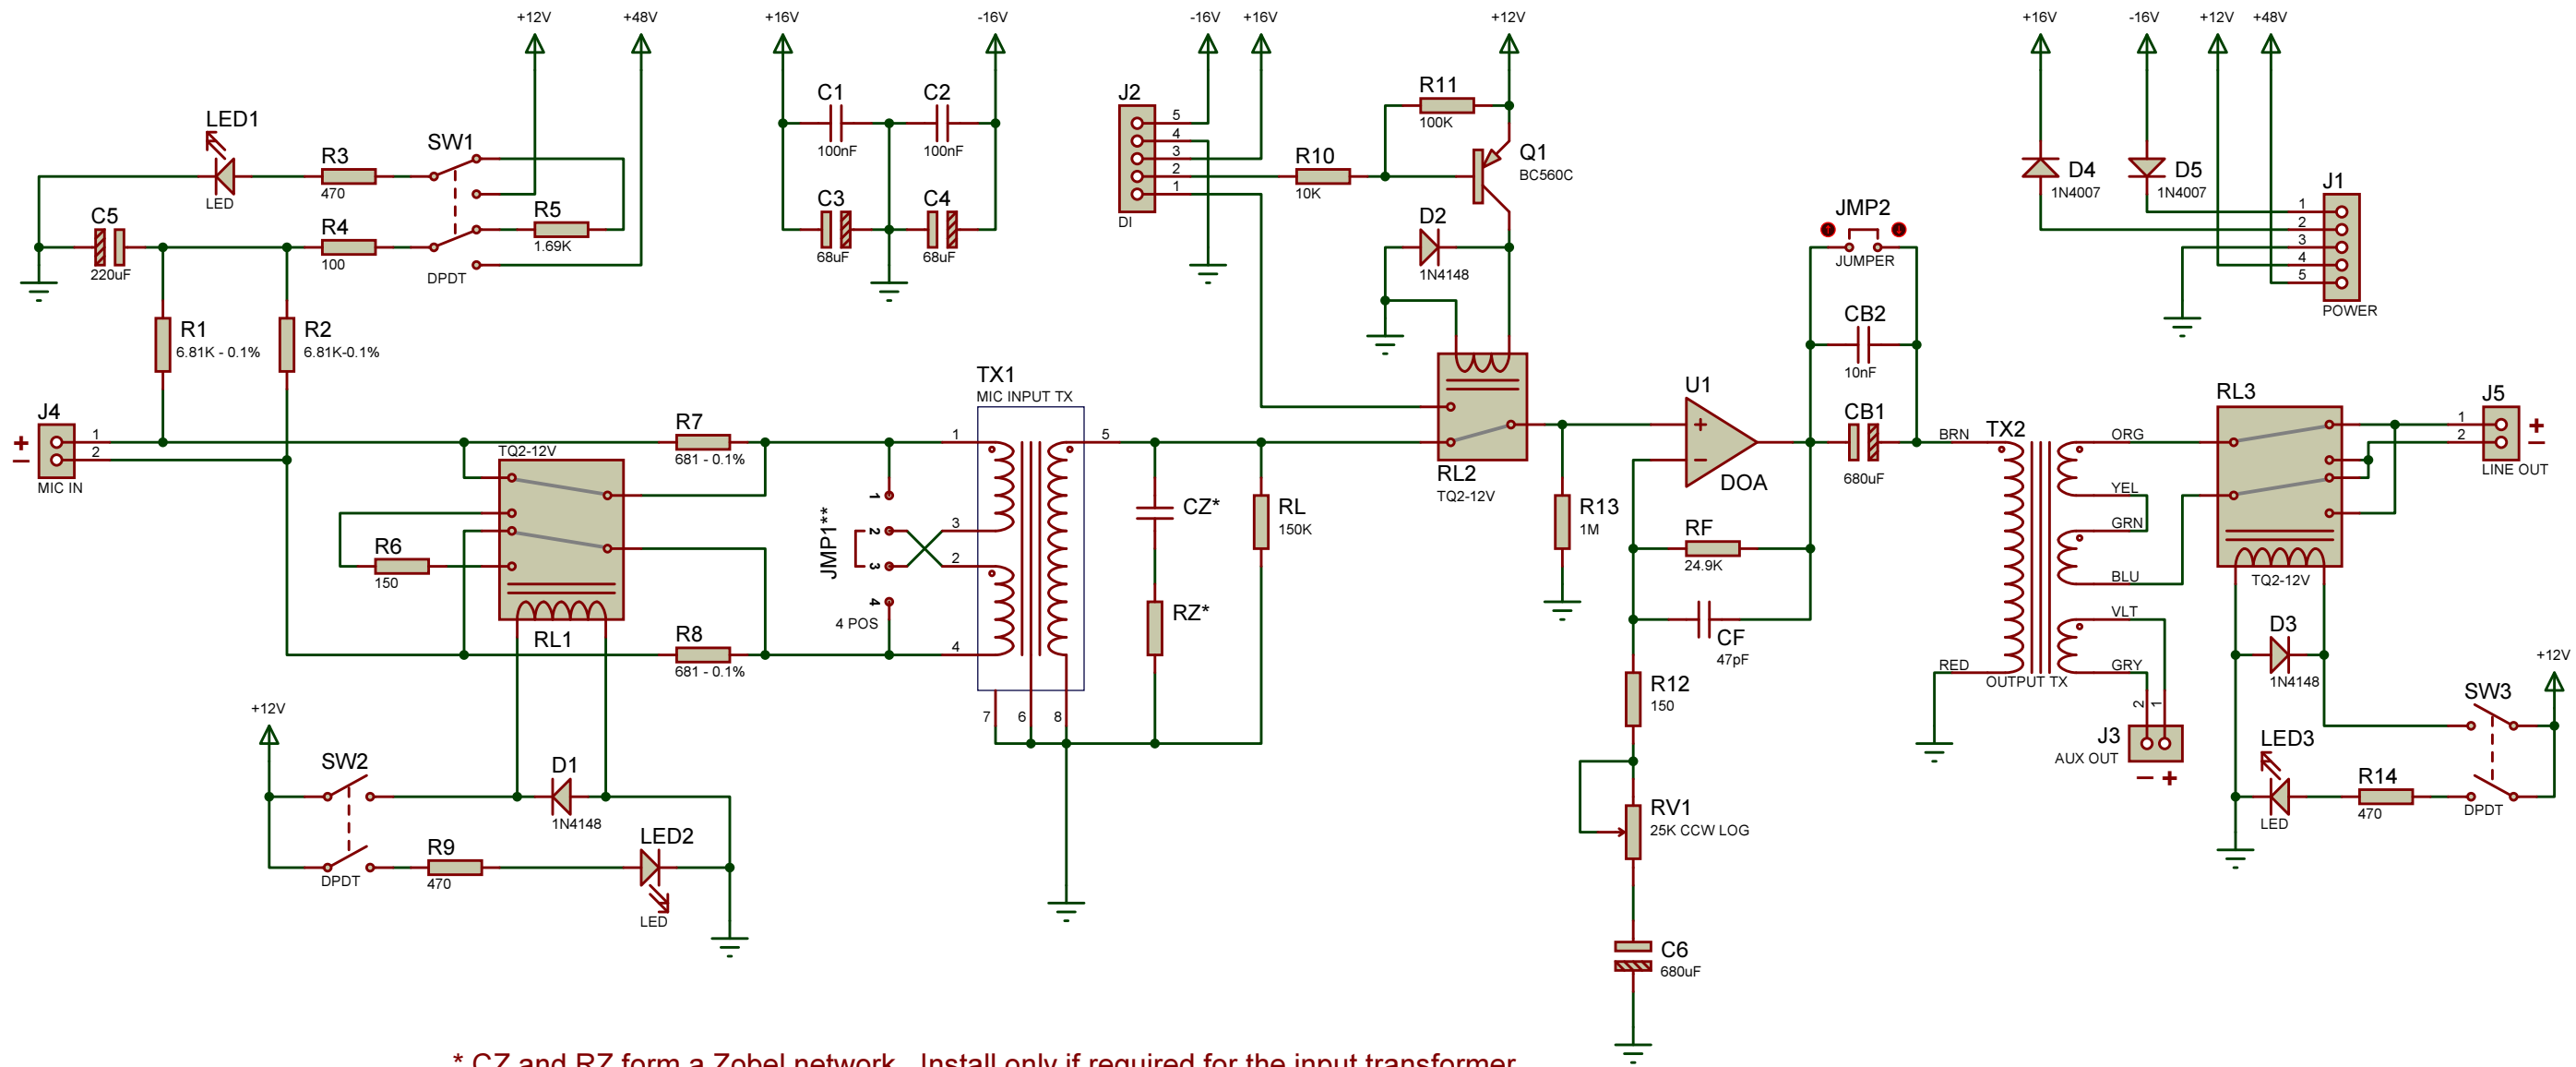 +12V
+48V
+16V
-16V
-16V
+16V
+12V
+16V
-16V
+12V
+48V
LED1
LED
R3
470
SW1
DPDT
C5
220uF
R4
100
R5
1.69K
R1
6.81K - 0.1%
R2
6.81K-0.1%
C1
100nF
C2
100nF
C3
68uF
C4
68uF
J2
5
4
3
2
1
DI
R10
10K
R11
100K
Q1
BC560C
D2
1N4148
JMP2
JUMPER
CB2
10nF
CB1
680uF
D4
1N4007
D5
1N4007
J1
1
2
3
4
5
POWER
J4
+
−
1
2
MIC IN
TQ2-12V
RL1
R6
150
R7
681 - 0.1%
R8
681 - 0.1%
JMP1**
1
2
3
4
4 POS
TX1
MIC INPUT TX
1
3
2
4
5
7
6
8
CZ*
RZ*
RL
150K
RL2
TQ2-12V
R13
1M
U1
+
−
DOA
RF
24.9K
CF
47pF
R12
150
RV1
25K CCW LOG
C6
680uF
BRN
RED
TX2
OUTPUT TX
ORG
YEL
GRN
BLU
VLT
GRY
2
1
J3
AUX OUT
− +
RL3
TQ2-12V
J5
1
2
+
−
LINE OUT
D3
1N4148
LED3
LED
R14
470
SW3
DPDT
+12V
+12V
SW2
DPDT
D1
1N4148
R9
470
LED2
LED
* CZ and RZ form a Zobel network. Install only if required for the input transformer